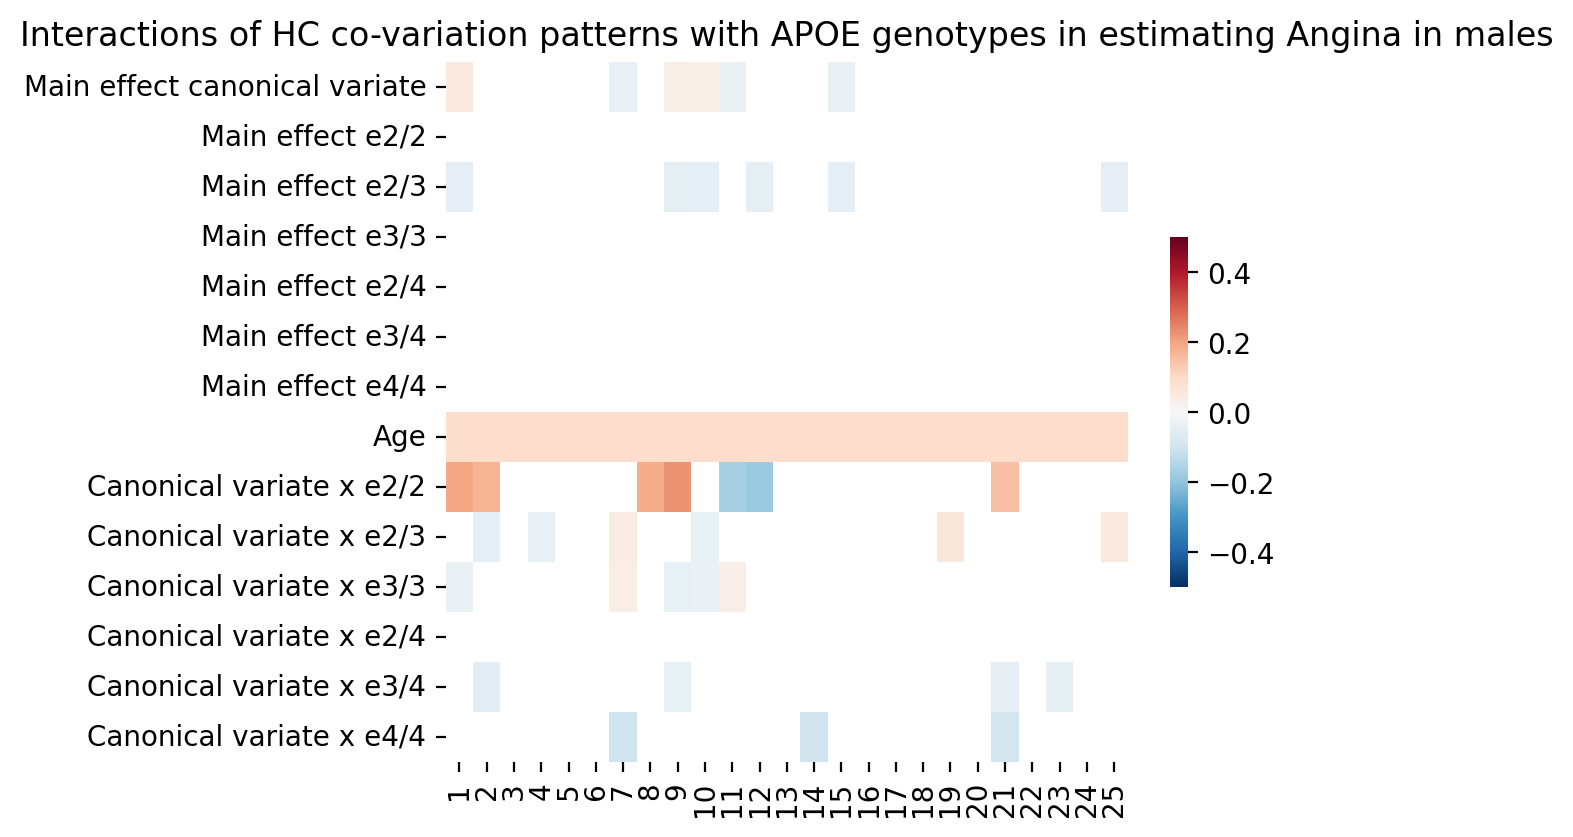 Interactions of HC co-variation patterns with APOE genotypes in estimating Angina in males
Main effect canonical variate
Main effect e2/2
Main effect e2/3
Main effect e3/3
Main effect e2/4
Main effect e3/4
Main effect e4/4
Age
Canonical variate x e2/2
Canonical variate x e2/3
Canonical variate x e3/3
Canonical variate x e2/4
Canonical variate x e3/4
Canonical variate x e4/4
1 2 3 4 5 6 7 8 9 10 11 12 13 14 15 16 17 18 19 20 21 22 23 24 25
0.4
0.2
0.0
−0.2
−0.4